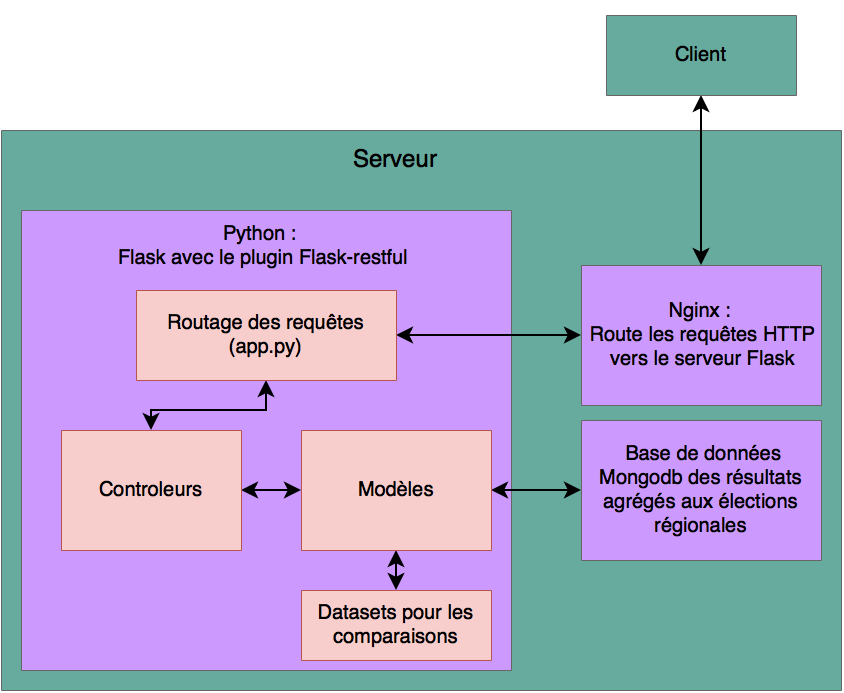 Client
Serveur
Python :
Flask avec le plugin Flask-restful
Routage des requêtes
(app.py)
Nginx :
Route les requêtes HTTP
vers le serveur Flask
Controleurs
Modèles
Base de données
Mongodb des résultats
agrégés aux élections
régionales
Datasets pour les
comparaisons